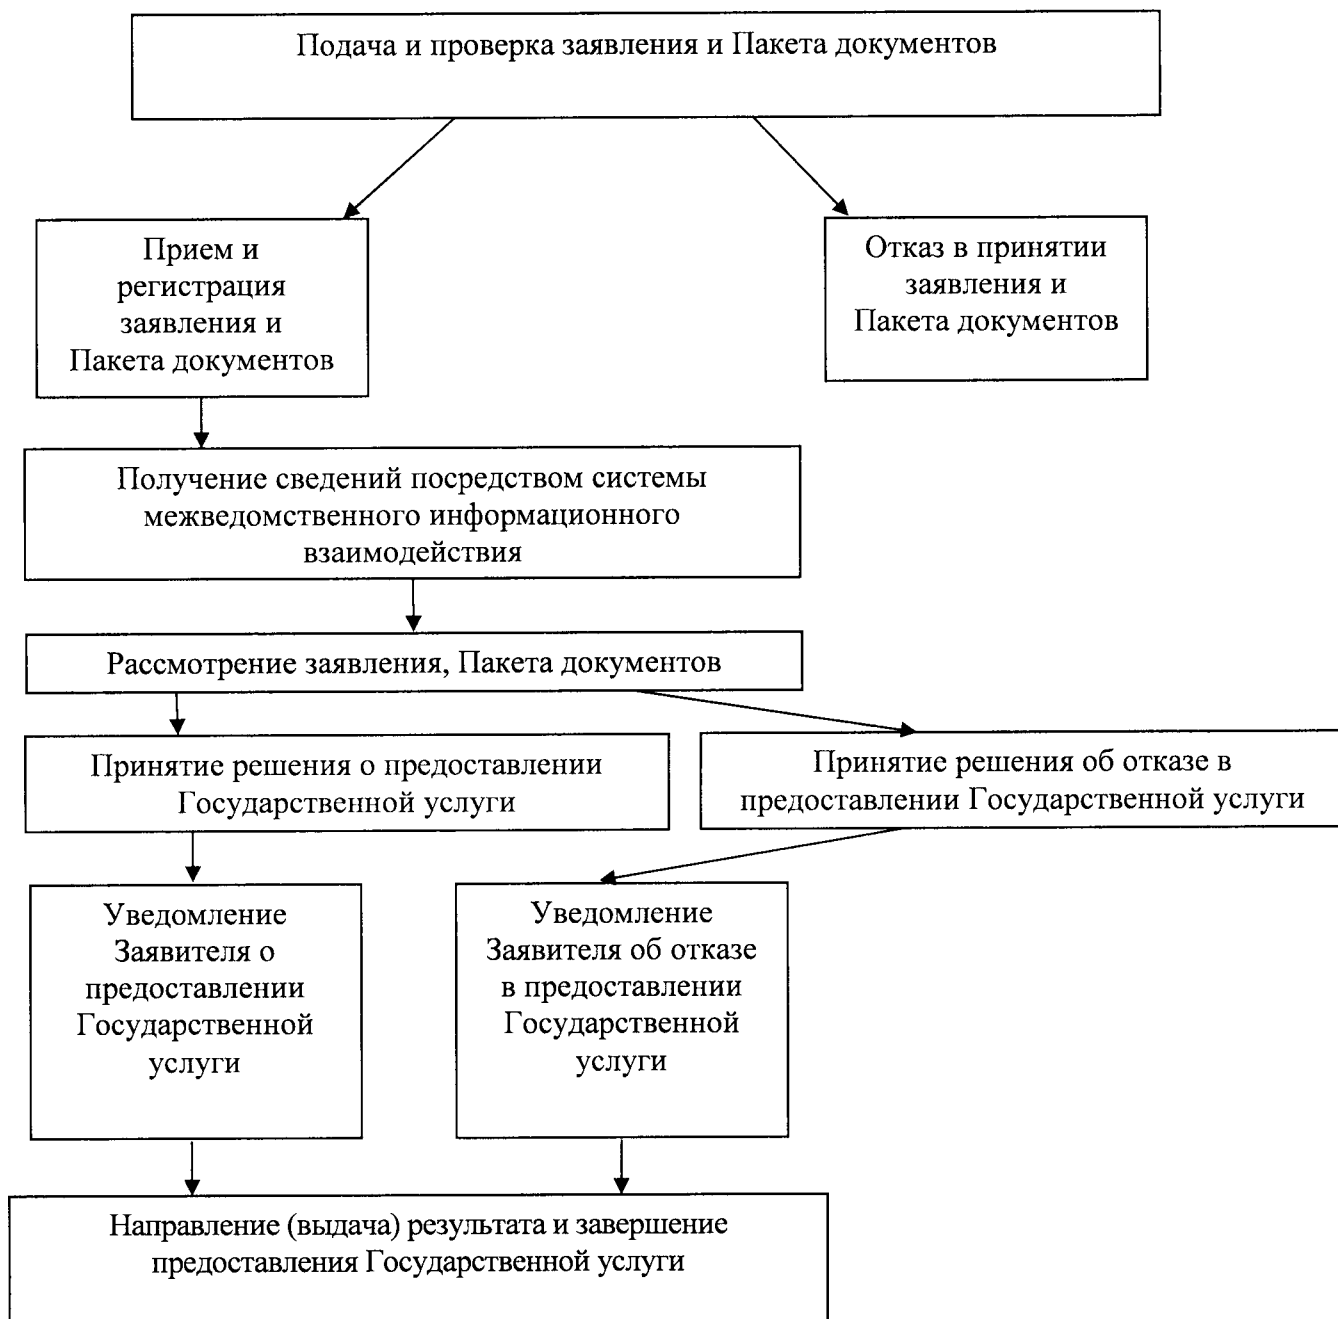 Подача и проверка заявления и Пакета документов
Прием и
регистрация
заявления и
Пакета документов
Отказ в принятии
заявления и
Пакета документов
Получение сведений посредством системы
межведомственного информационного
взаимодействия
Рассмотрение заявления, Пакета документов
Принятие решения о предоставлении
Государственной услуги
Принятие решения об отказе в
предоставлении Государственной услуги
Уведомление
Заявителя о
предоставлении
Государственной
услуги
Уведомление
Заявителя об отказе
в предоставлении
Государственной
услуги
Направление (выдача) результата и завершение
предоставления Государственной услуги